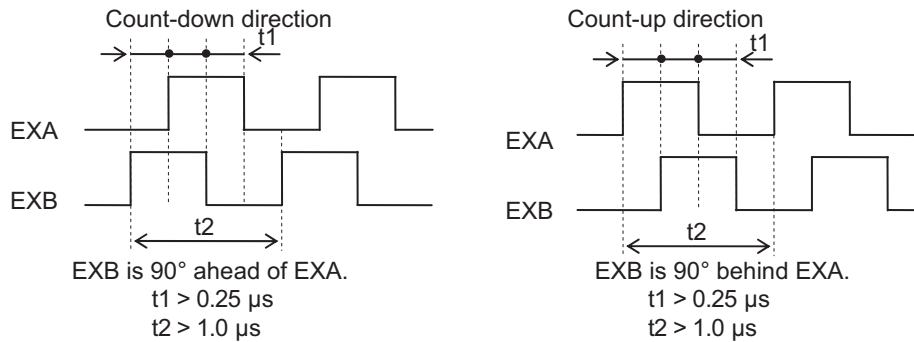 Count-down direction
t1
EXA
EXB
t2
EXB is 90° ahead of EXA.
t1 > 0.25 µs
t2 > 1.0 µs
Count-up direction
t1
EXA
EXB
t2
EXB is 90° behind EXA.
t1 > 0.25 µs
t2 > 1.0 µs